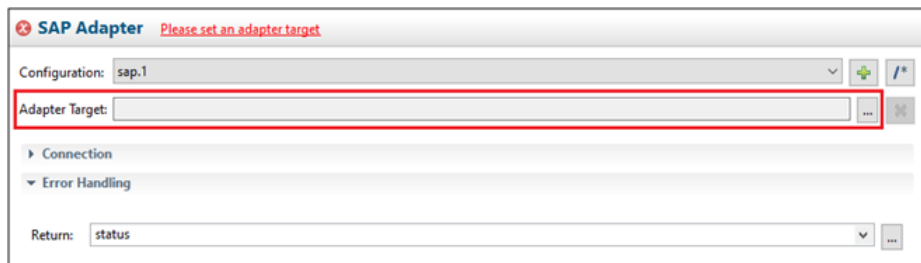 SAP Adapter Please set an adapter target
Configuration: sap.1 /*
Adapter Target: ...
Connection
Error Handling
Return: status ...